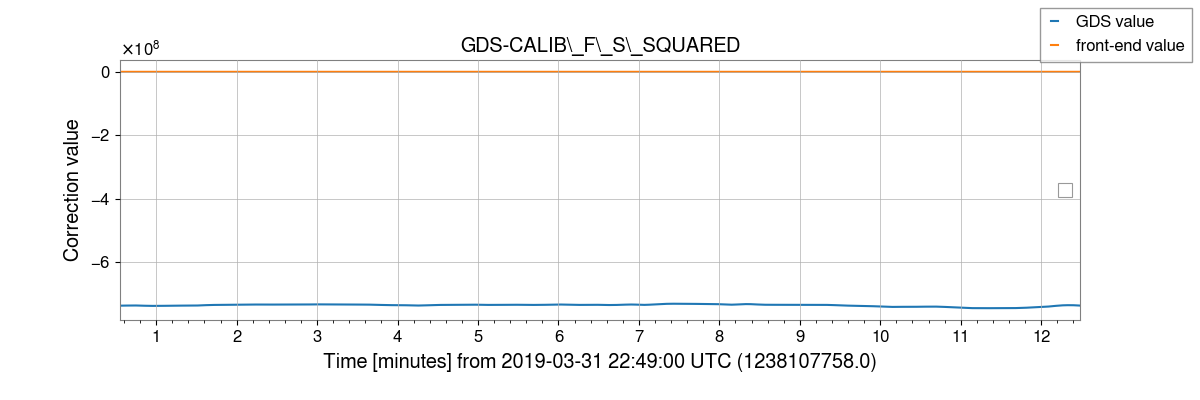 GDS value
front-end value
GDS-CALIB\_F\_S\_SQUARED
×10⁸
0
−2
−4
−6
Correction value
1 2 3 4 5 6 7 8 9 10 11 12
Time [minutes] from 2019-03-31 22:49:00 UTC (1238107758.0)